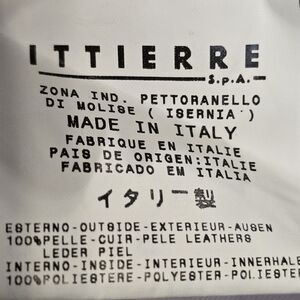 ITTIERRE
S.p.A.
ZONA IND. PETTORANELLO
DI MOLISE ( ISERNIA )
MADE IN ITALY
FABRIQUE EN ITALIE
PAIS DE ORIGEN:ITALIE
FABRICADO EM ITALIA
イタリー製
ESTERNO-OUTSIDE-EXTERIEUR-AUSEN
100%PELLE-CUIR-PELE LEATHERS
LEDER PIEL
INTERNO-INSIDE-INTERIEUR-INNERHALE
100%POLIESTERE-POLYESTER-POLIESTER